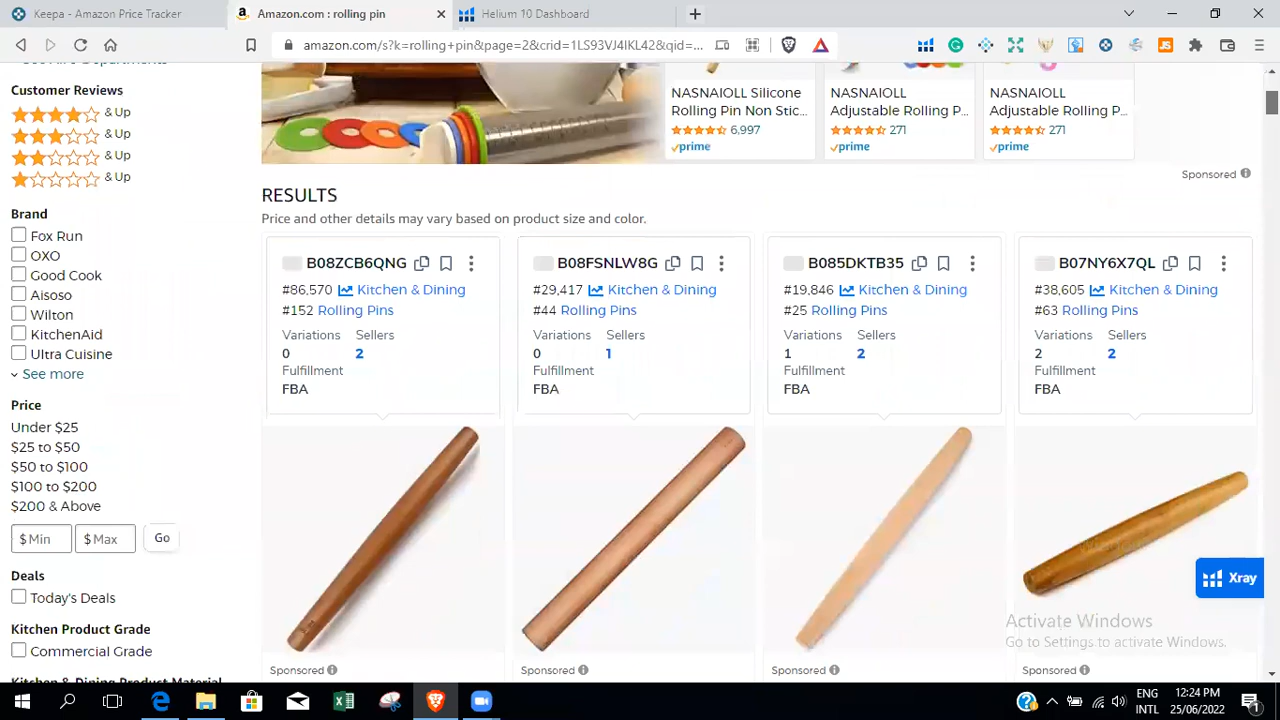 Keepa - Amazon Price Tracker
Amazon.com : rolling pin
Helium 10 Dashboard
amazon.com/s?k=rolling+pin&page=2&crid=1LS93VJ4IKL42&qid=...
Customer Reviews
& Up
& Up
& Up
& Up
Brand
Fox Run
OXO
Good Cook
Aisoso
Wilton
KitchenAid
Ultra Cuisine
See more
Price
Under $25
$25 to $50
$50 to $100
$100 to $200
$200 & Above
$ Min $ Max Go
Deals
Today's Deals
Kitchen Product Grade
Commercial Grade
Kitchen & Dining Product Material
NASNAIOLL Silicone
Rolling Pin Non Stic...
6,997
prime
NASNAIOLL
Adjustable Rolling P...
271
prime
NASNAIOLL
Adjustable Rolling P...
271
prime
Sponsored
RESULTS
Price and other details may vary based on product size and color.
B08ZCB6QNG
#86,570 Kitchen & Dining
#152 Rolling Pins
Variations Sellers
0 2
Fulfillment
FBA
Sponsored
B08FSNLW8G
#29,417 Kitchen & Dining
#44 Rolling Pins
Variations Sellers
0 1
Fulfillment
FBA
Sponsored
B085DKTB35
#19,846 Kitchen & Dining
#25 Rolling Pins
Variations Sellers
1 2
Fulfillment
FBA
Sponsored
B07NY6X7QL
#38,605 Kitchen & Dining
#63 Rolling Pins
Variations Sellers
2 2
Fulfillment
FBA
Sponsored
Xray
Activate Windows
Go to Settings to activate Windows.
ENG
INTL
12:24 PM
25/06/2022
1